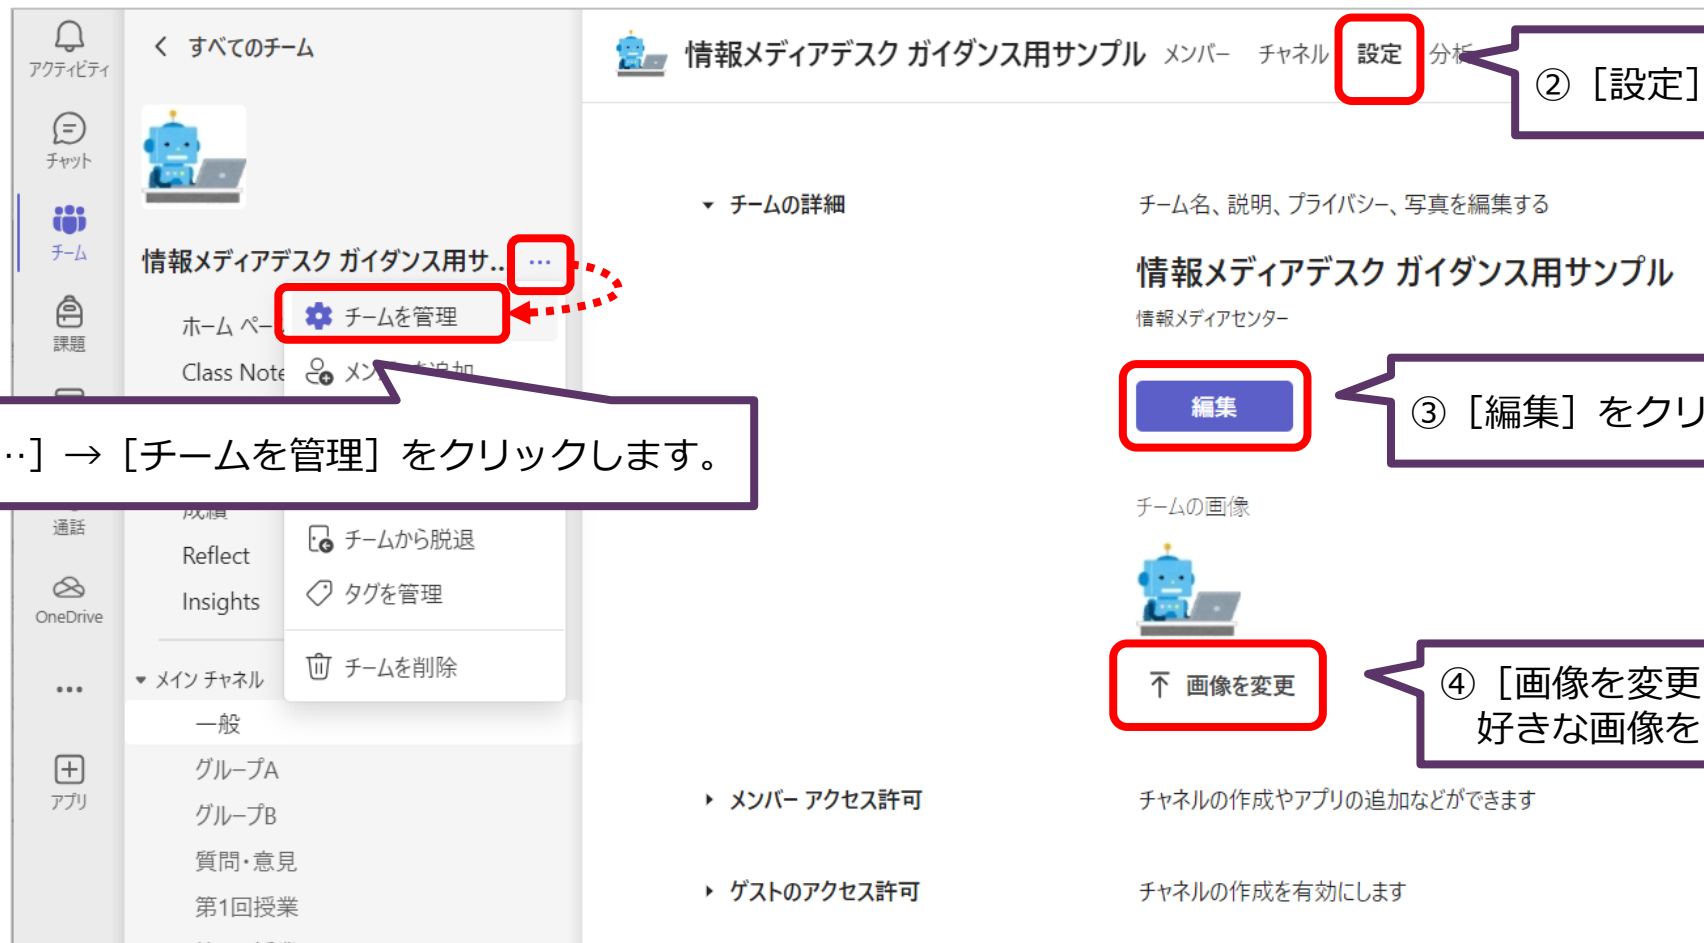 アクティビティ
チャット
チーム
課題
通話
OneDrive
アプリ
すべてのチーム
情報メディアデスク ガイダンス用サ...
…
ホーム ペー
Class Note
成績
Reflect
Insights
メイン チャネル
一般
グループA
グループB
質問・意見
第1回授業
チームを管理
チームから脱退
タグを管理
チームを削除
‥］→［チームを管理］をクリックします。
情報メディアデスク ガイダンス用サンプル メンバー チャネル 設定 分析
②［設定］
チームの詳細
チーム名、説明、プライバシー、写真を編集する
情報メディアデスク ガイダンス用サンプル
情報メディアセンター
編集
③［編集］をクリ
チームの画像
画像を変更
④［画像を変更
好きな画像を
メンバー アクセス許可
チャネルの作成やアプリの追加などができます
ゲストのアクセス許可
チャネルの作成を有効にします